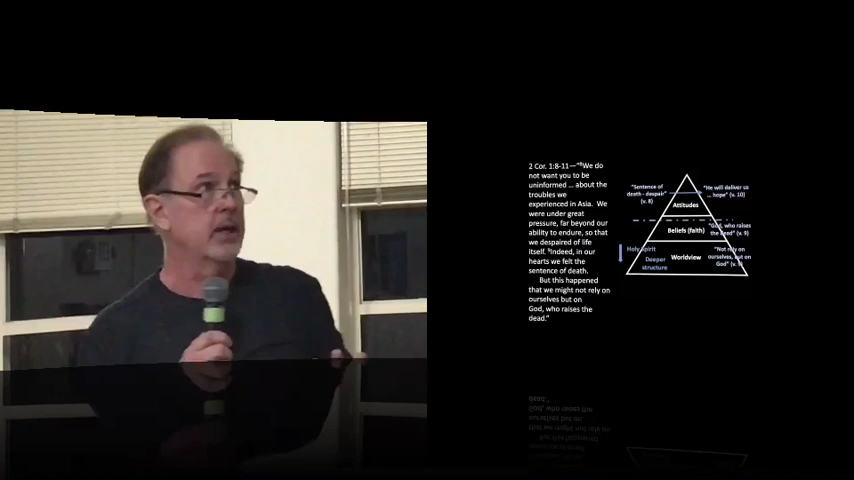 2 Cor. 1:8-11—"⁸We do
not want you to be
uninformed ... about the
troubles we
experienced in Asia. We
were under great
pressure, far beyond our
ability to endure, so that
we despaired of life
itself. ⁹Indeed, in our
hearts we felt the
sentence of death.
But this happened
that we might not rely on
ourselves but on
God, who raises the
dead."
"Sentence of
death - despair"
(v. 8)
"He will deliver us
... hope" (v. 10)
Attitudes
Beliefs (faith)
"God, who raises
the dead" (v. 9)
Holy Spirit
Deeper
structure
Worldview
"Not rely on
ourselves, but on
God" (v. 9)